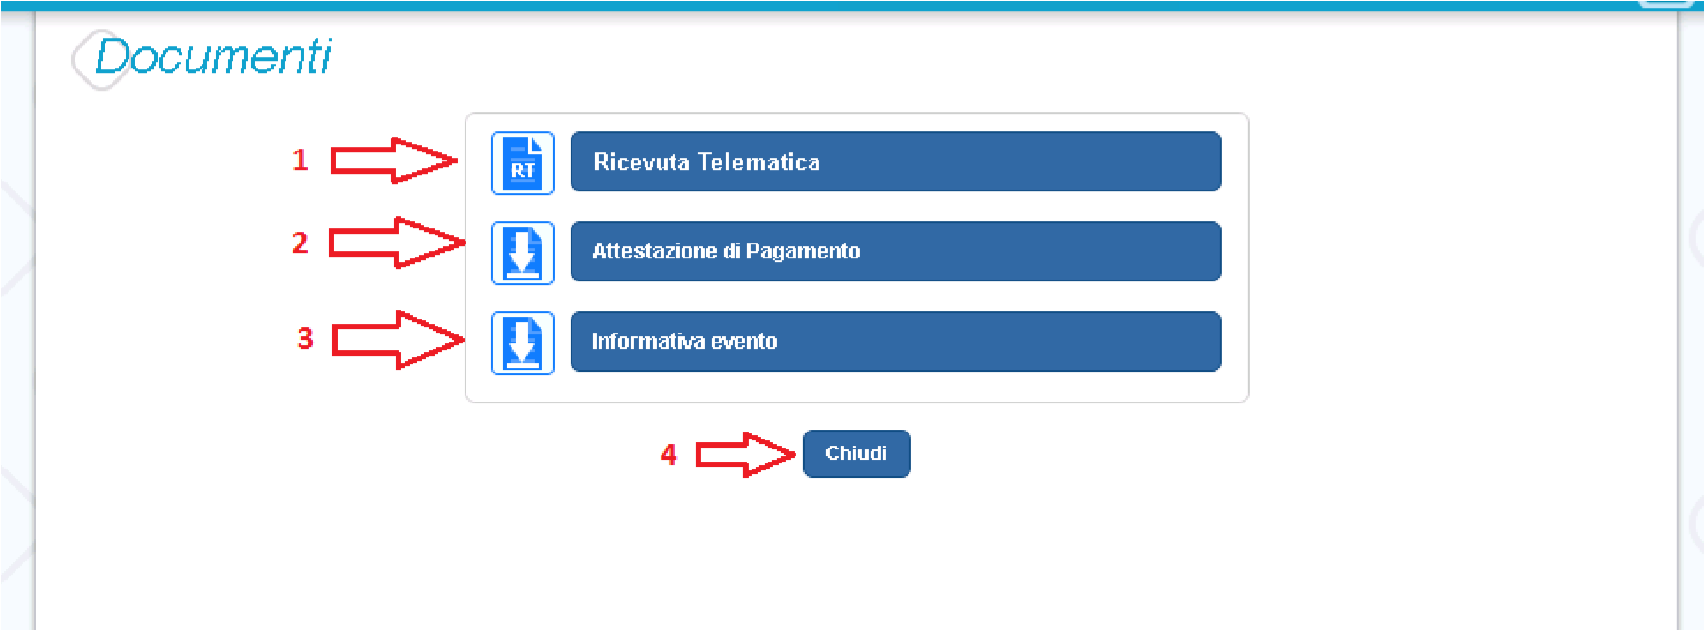 Documenti
1 RT Ricevuta Telematica
2 Attestazione di Pagamento
3 Informativa evento
4 Chiudi